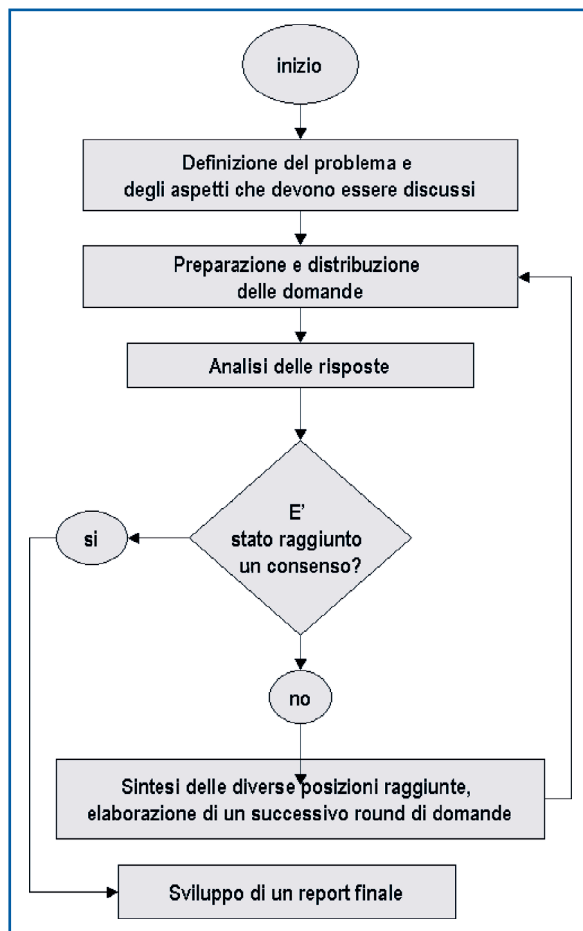 inizio
Definizione del problema e
degli aspetti che devono essere discussi
Preparazione e distribuzione
delle domande
Analisi delle risposte
E'
stato raggiunto
un consenso?
si
no
Sintesi delle diverse posizioni raggiunte,
elaborazione di un successivo round di domande
Sviluppo di un report finale